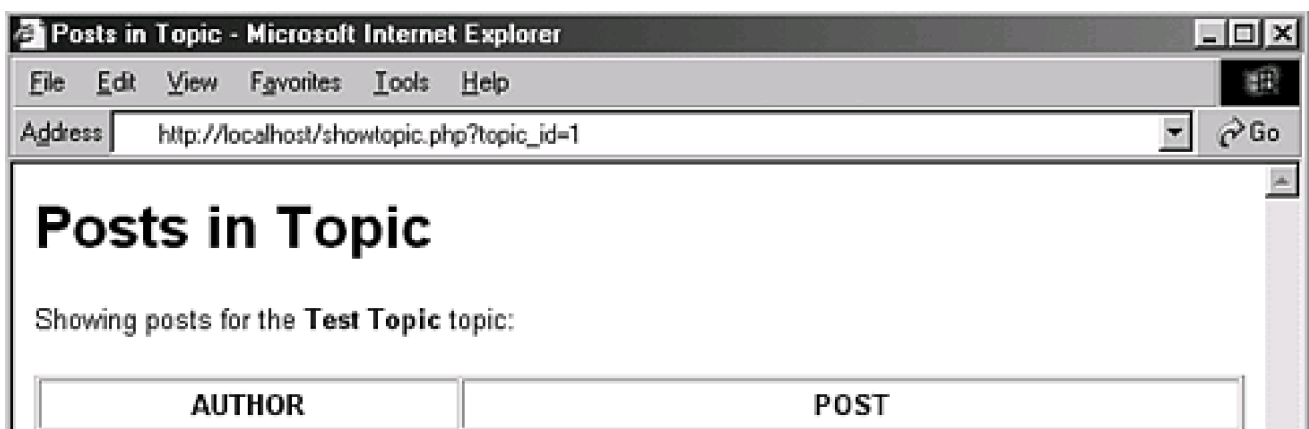 Posts in Topic - Microsoft Internet Explorer
File Edit View Favorites Tools Help
Address http://localhost/showtopic.php?topic_id=1 Go
Posts in Topic
Showing posts for the Test Topic topic:
AUTHOR POST